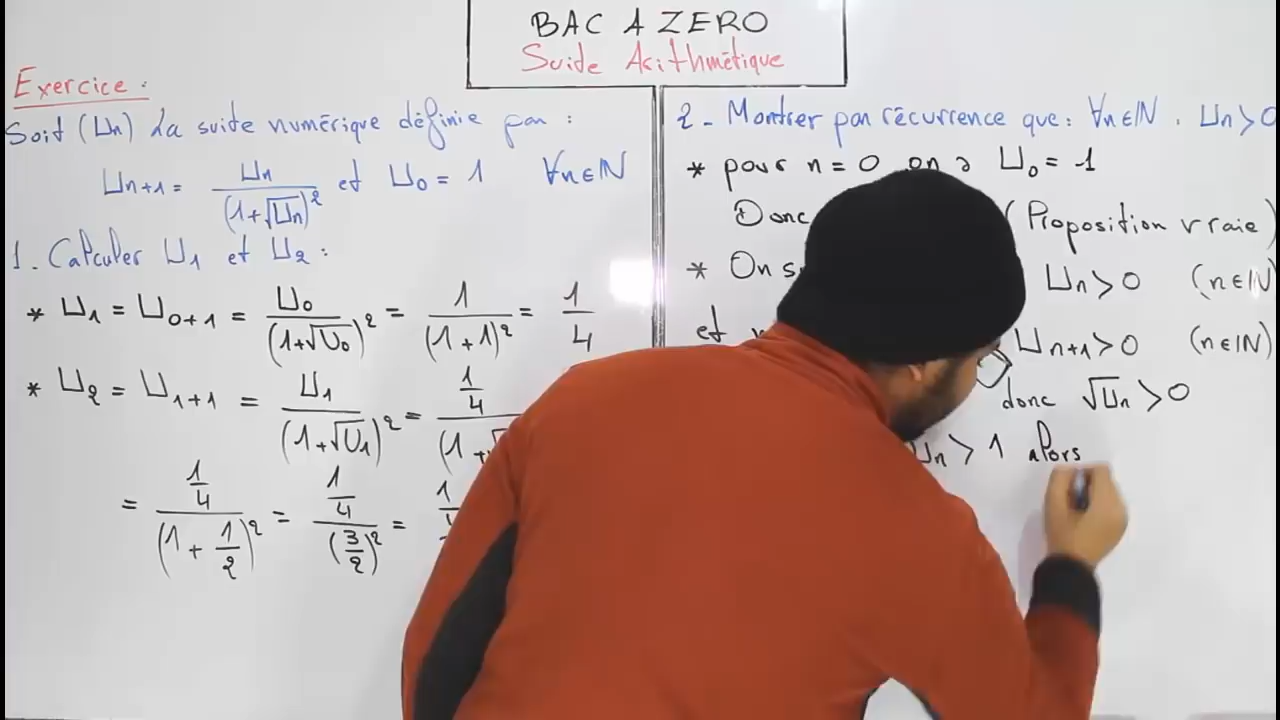 BAC A ZERO
Suite Arithmétique
Exercice :
Soit (Un) La suite numérique définie par :
Un+1 = Un / (1+√Un)² et U0 = 1 ∀n∈IN
1. Calculer U1 et U2 :
* U1 = U0+1 = U0 / (1+√U0)² = 1 / (1+1)² = 1/4
* U2 = U1+1 = U1 / (1+√U1)² = 1/4 / (1+√
= 1/4 / (1+1/2)² = 1/4 / (3/2)² =
2 - Montrer par récurrence que : ∀n∈IN . Un>0
* pour n = 0 on a U0 = 1
Donc (Proposition vraie)
* On Un>0 (n∈IN)
et Un+1>0 (n∈IN)
donc √Un >0
Un > 1 alors